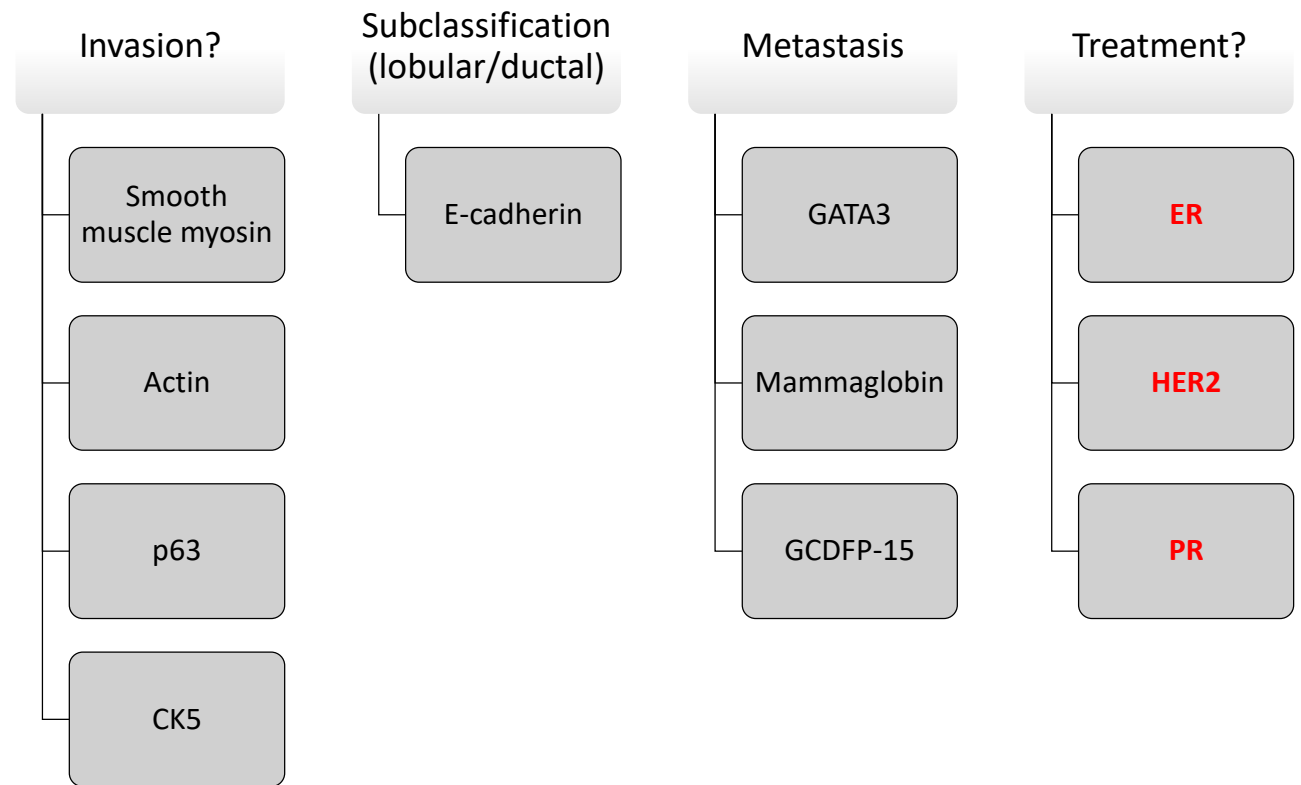 Invasion?
Smooth
muscle myosin
Actin
p63
CK5
Subclassification
(lobular/ductal)
E-cadherin
Metastasis
GATA3
Mammaglobin
GCDFP-15
Treatment?
ER
HER2
PR